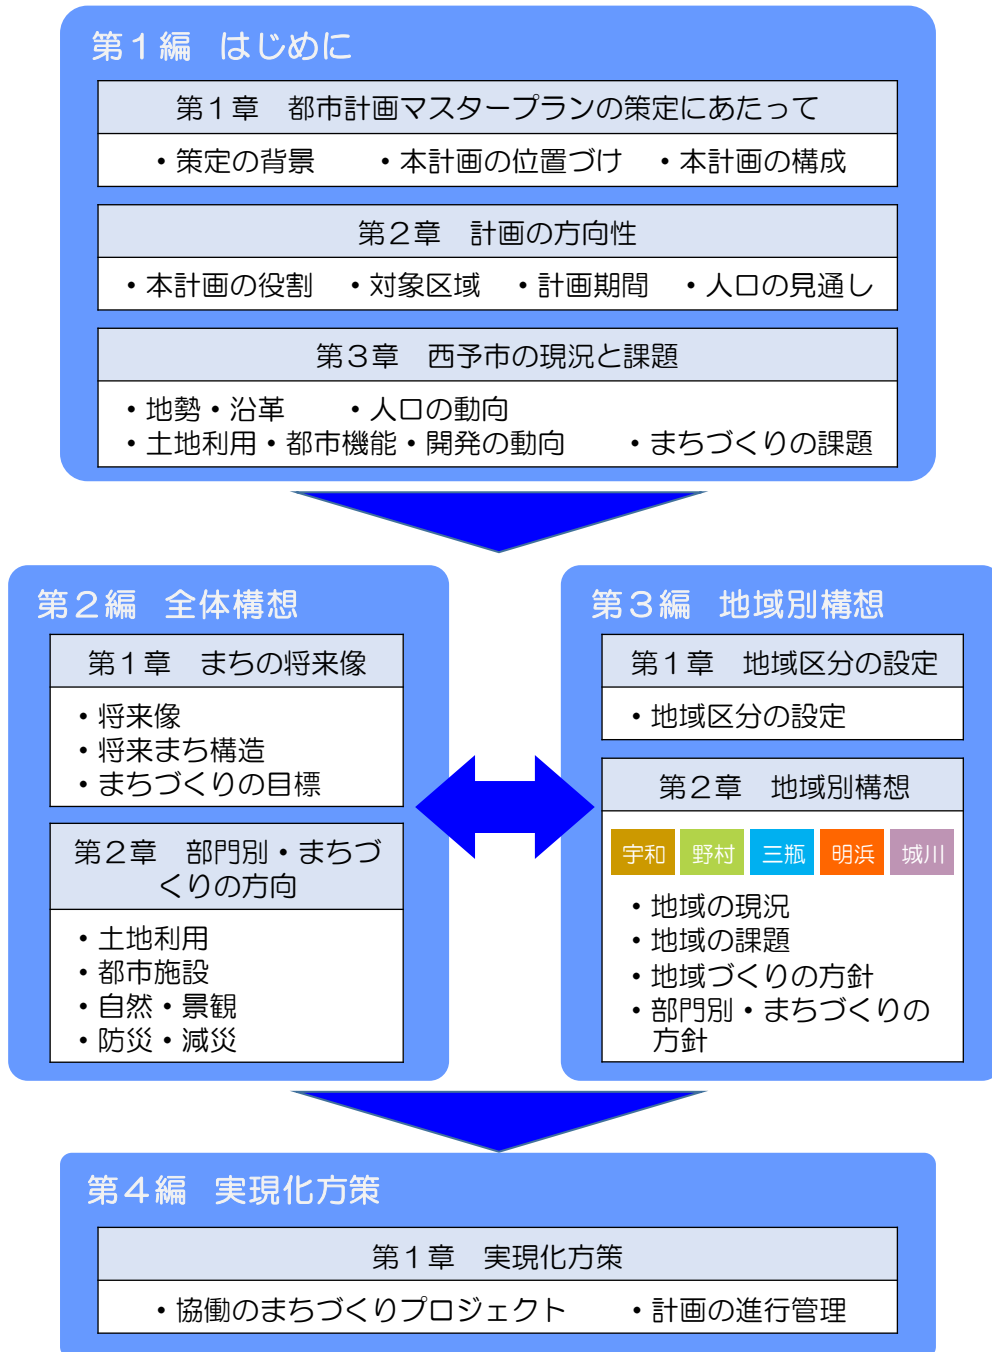 第1編 はじめに
第1章 都市計画マスタープランの策定にあたって
・策定の背景 ・本計画の位置づけ ・本計画の構成
第2章 計画の方向性
・本計画の役割 ・対象区域 ・計画期間 ・人口の見通し
第3章 西予市の現況と課題
・地勢・沿革 ・人口の動向
・土地利用・都市機能・開発の動向 ・まちづくりの課題
第2編 全体構想
第1章 まちの将来像
・将来像
・将来まち構造
・まちづくりの目標
第2章 部門別・まちづ
くりの方向
・土地利用
・都市施設
・自然・景観
・防災・減災
第3編 地域別構想
第1章 地域区分の設定
・地域区分の設定
第2章 地域別構想
宇和 野村 三瓶 明浜 城川
・地域の現況
・地域の課題
・地域づくりの方針
・部門別・まちづくりの
方針
第4編 実現化方策
第1章 実現化方策
・協働のまちづくりプロジェクト ・計画の進行管理